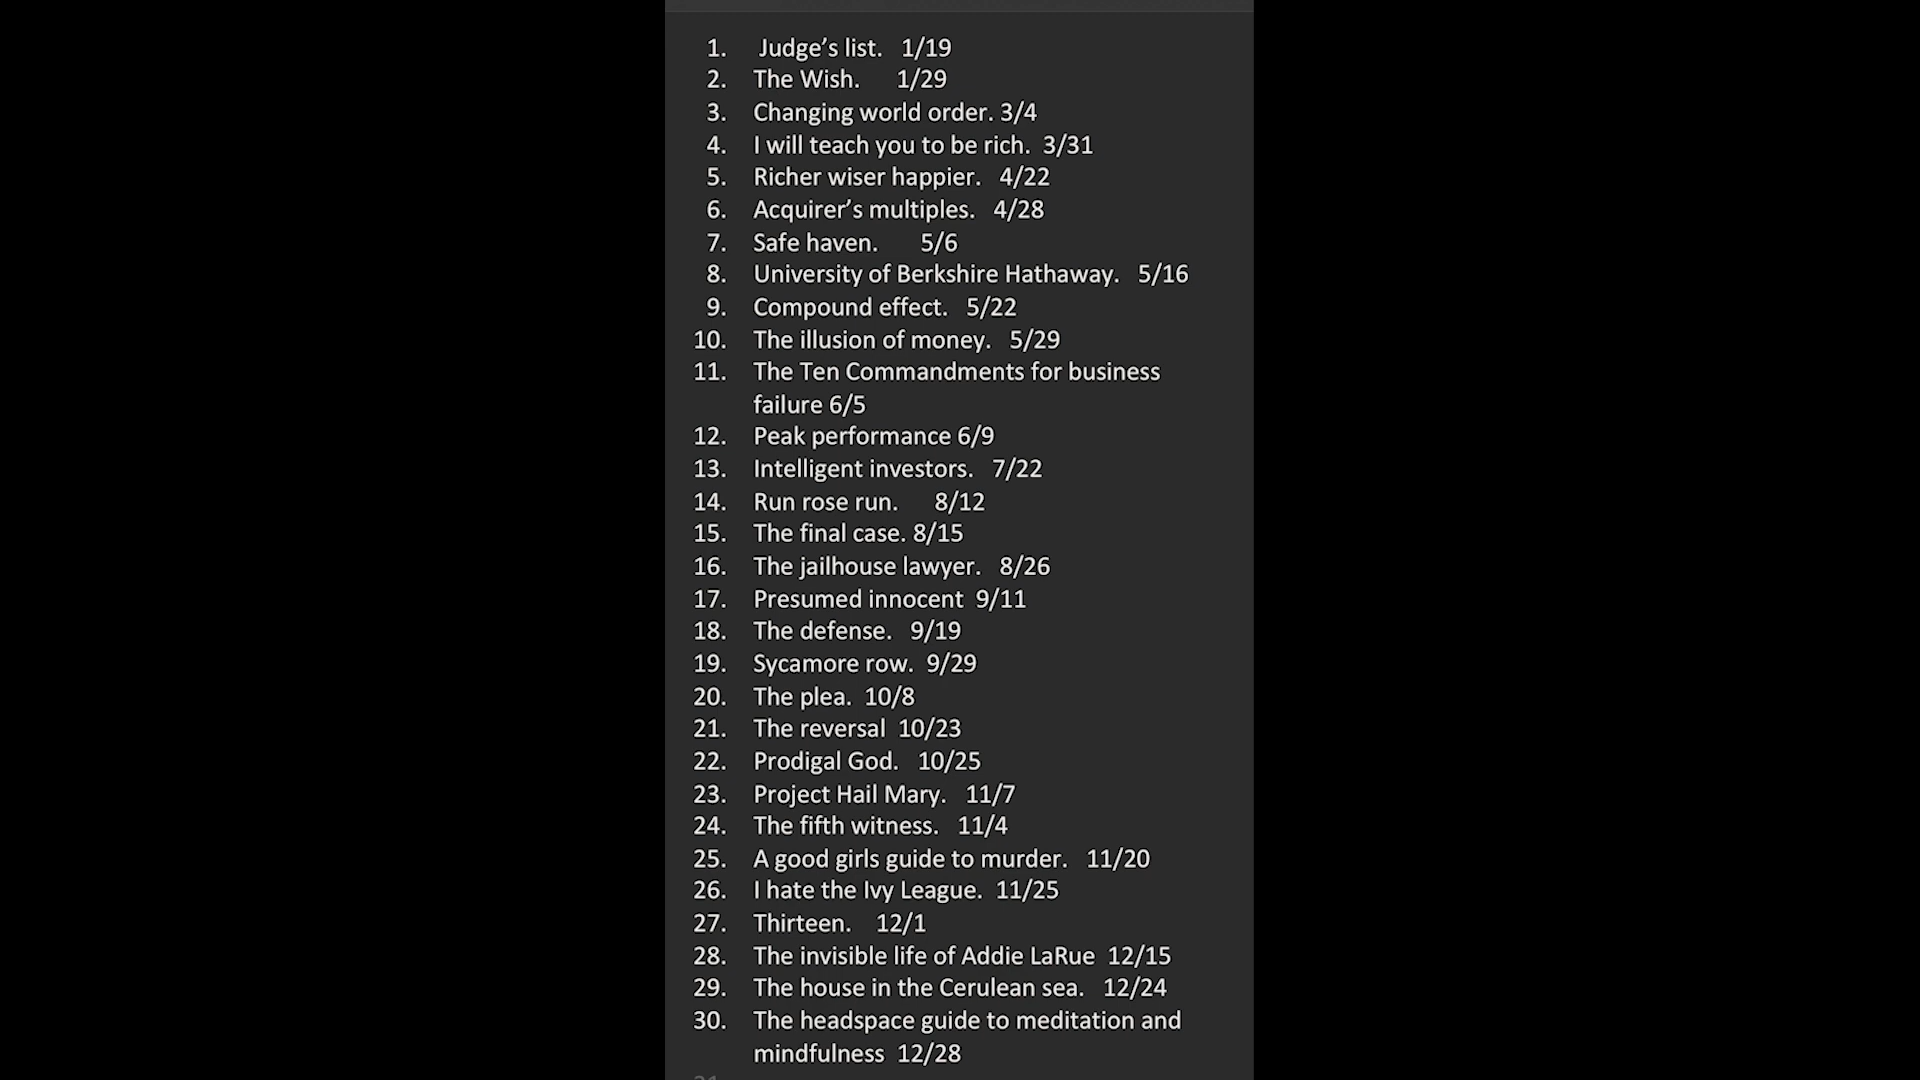 1. Judge’s list. 1/19
2. The Wish. 1/29
3. Changing world order. 3/4
4. I will teach you to be rich. 3/31
5. Richer wiser happier. 4/22
6. Acquirer’s multiples. 4/28
7. Safe haven. 5/6
8. University of Berkshire Hathaway. 5/16
9. Compound effect. 5/22
10. The illusion of money. 5/29
11. The Ten Commandments for business
failure 6/5
12. Peak performance 6/9
13. Intelligent investors. 7/22
14. Run rose run. 8/12
15. The final case. 8/15
16. The jailhouse lawyer. 8/26
17. Presumed innocent 9/11
18. The defense. 9/19
19. Sycamore row. 9/29
20. The plea. 10/8
21. The reversal 10/23
22. Prodigal God. 10/25
23. Project Hail Mary. 11/7
24. The fifth witness. 11/4
25. A good girls guide to murder. 11/20
26. I hate the Ivy League. 11/25
27. Thirteen. 12/1
28. The invisible life of Addie LaRue 12/15
29. The house in the Cerulean sea. 12/24
30. The headspace guide to meditation and
mindfulness 12/28